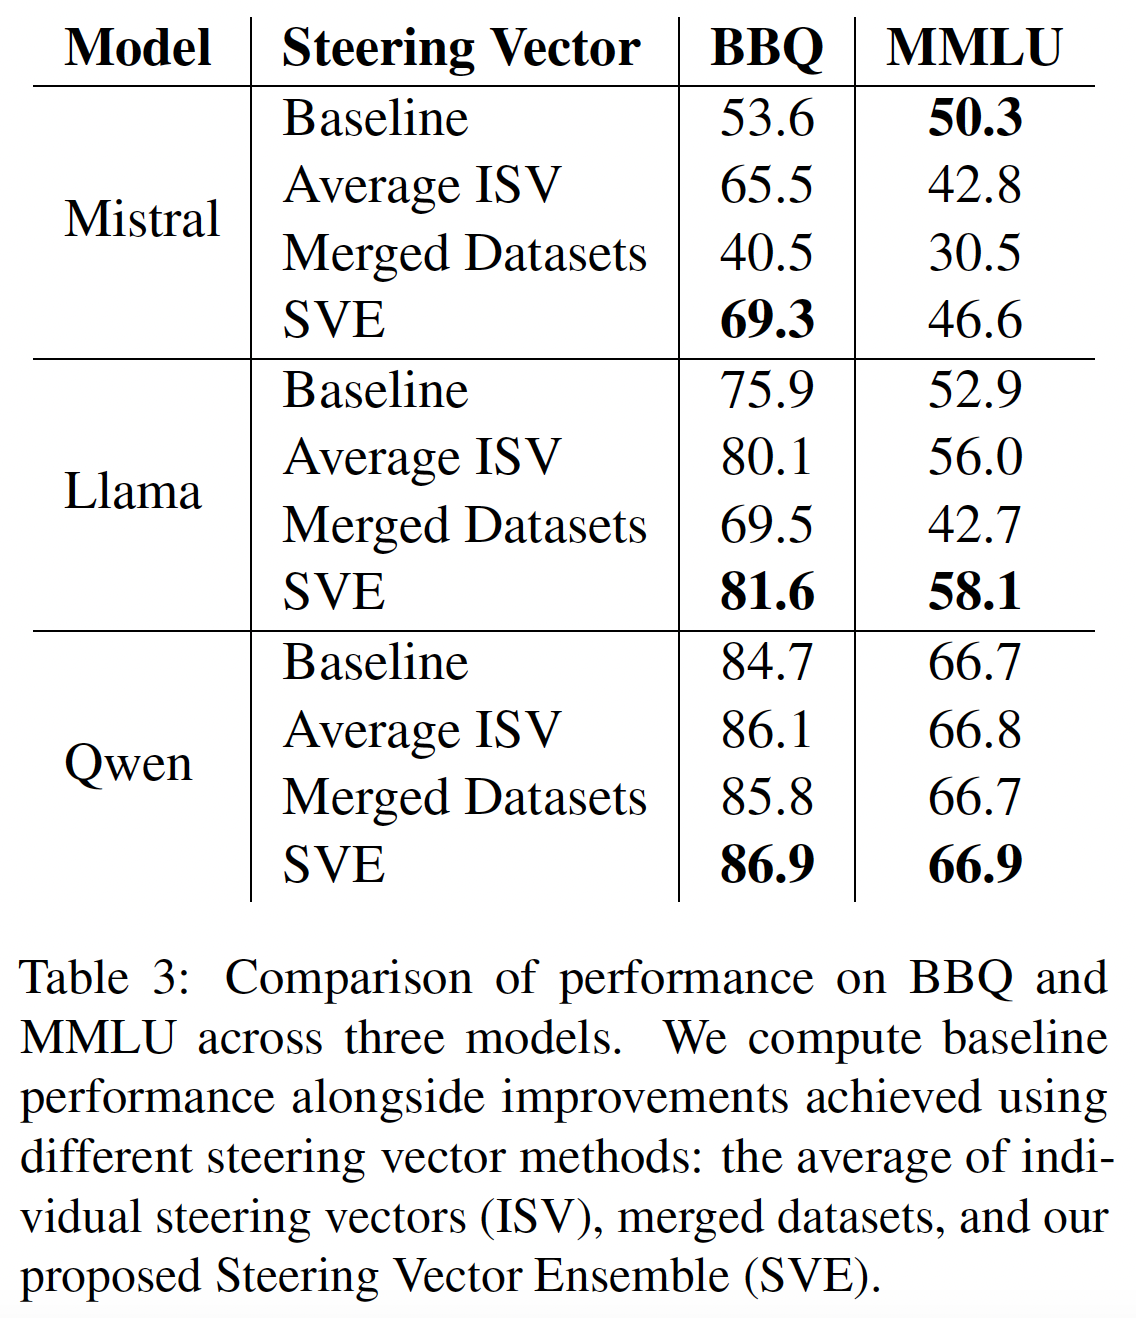 Model Steering Vector BBQ MMLU
Baseline 53.6 50.3
Average ISV 65.5 42.8
Mistral
Merged Datasets 40.5 30.5
SVE 69.3 46.6
Baseline 75.9 52.9
Average ISV 80.1 56.0
Llama
Merged Datasets 69.5 42.7
SVE 81.6 58.1
Baseline 84.7 66.7
Average ISV 86.1 66.8
Qwen
Merged Datasets 85.8 66.7
SVE 86.9 66.9
Table 3: Comparison of performance on BBQ and
MMLU across three models. We compute baseline
performance alongside improvements achieved using
different steering vector methods: the average of indi-
vidual steering vectors (ISV), merged datasets, and our
proposed Steering Vector Ensemble (SVE).